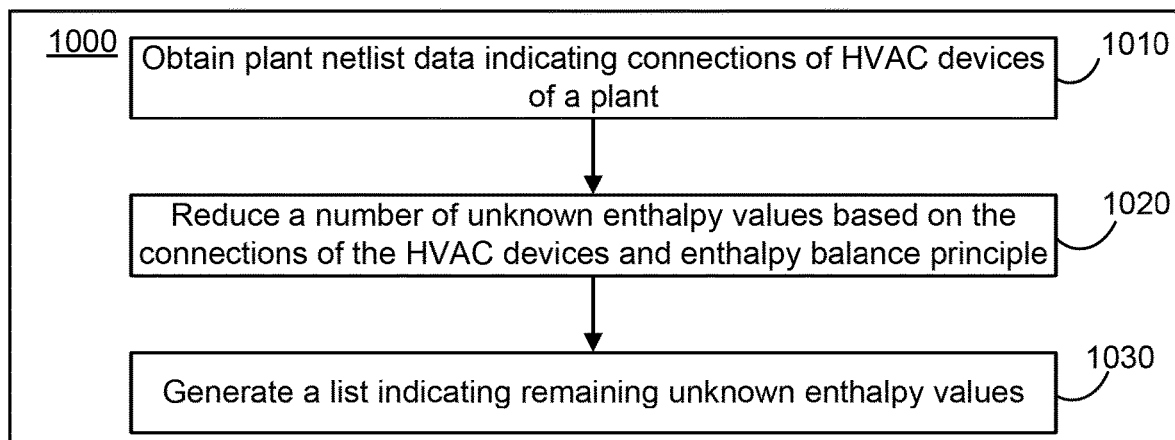 1000
Obtain plant netlist data indicating connections of HVAC devices
of a plant
1010
Reduce a number of unknown enthalpy values based on the
connections of the HVAC devices and enthalpy balance principle
1020
Generate a list indicating remaining unknown enthalpy values
1030